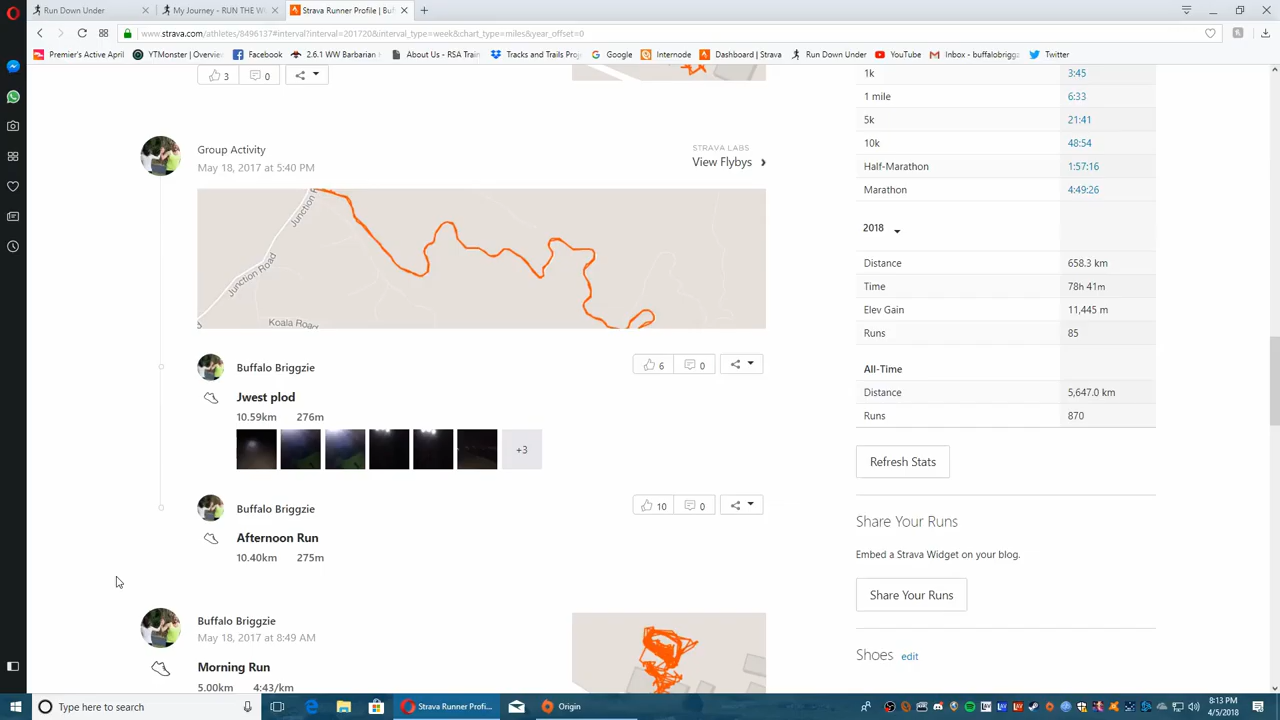 Run Down Under
My Journey - RUN THE W
Strava Runner Profile | Buf
www.strava.com/athletes/8496137#interval?interval=201720&interval_type=week&chart_type=miles&year_offset=0
Premier's Active April
YTMonster | Overvie
Facebook
2.6.1 WW Barbarian
About Us - RSA Train
Tracks and Trails Proj
Google
Internode
Dashboard | Strava
Run Down Under
YouTube
Inbox - buffalobrigg
Twitter
3
0
1k 3:45
1 mile 6:33
5k 21:41
10k 48:54
Half-Marathon 1:57:16
Marathon 4:49:26
Group Activity
May 18, 2017 at 5:40 PM
STRAVA LABS
View Flybys
Junction R
Junction Road
Koala Road
2018
Distance 658.3 km
Time 78h 41m
Elev Gain 11,445 m
Runs 85
All-Time
Distance 5,647.0 km
Runs 870
Buffalo Briggzie
6
0
Jwest plod
10.59km 276m
+3
Refresh Stats
Buffalo Briggzie
10
0
Afternoon Run
10.40km 275m
Share Your Runs
Embed a Strava Widget on your blog.
Share Your Runs
Buffalo Briggzie
May 18, 2017 at 8:49 AM
Morning Run
5.00km 4:43/km
Shoes edit
Type here to search
Strava Runner Profi...
Origin
8:13 PM
4/5/2018